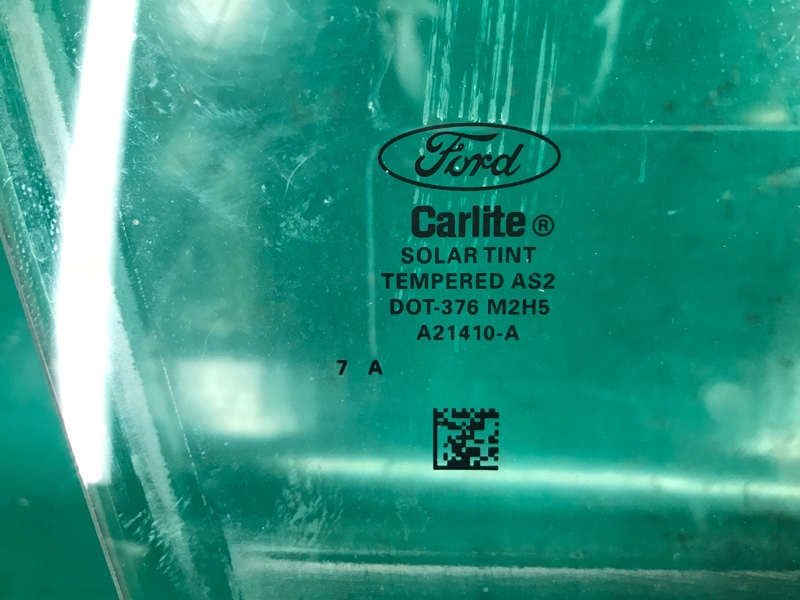 Ford
Carlite®
SOLAR TINT
TEMPERED AS2
DOT-376 M2H5
A21410-A
7 A